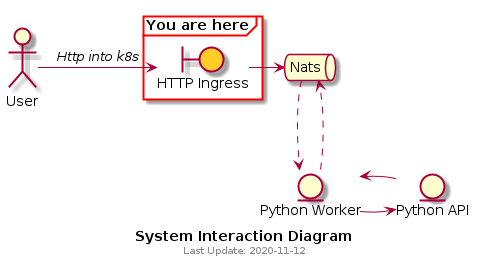 You are here
Http into k8s
User
HTTP Ingress
Nats
Python Worker
Python API
System Interaction Diagram
Last Update: 2020-11-12